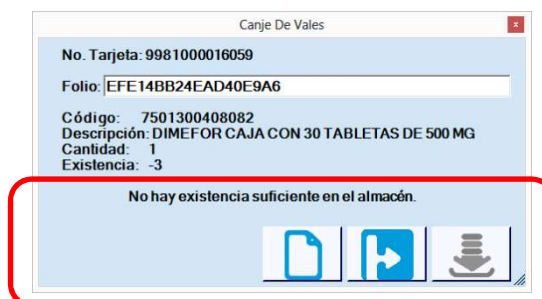 Canje De Vales
x
No. Tarjeta: 9981000016059
Folio: EFE14BB24EAD40E9A6
Código: 7501300408082
Descripción: DIMEFOR CAJA CON 30 TABLETAS DE 500 MG
Cantidad: 1
Existencia: -3
No hay existencia suficiente en el almacén.